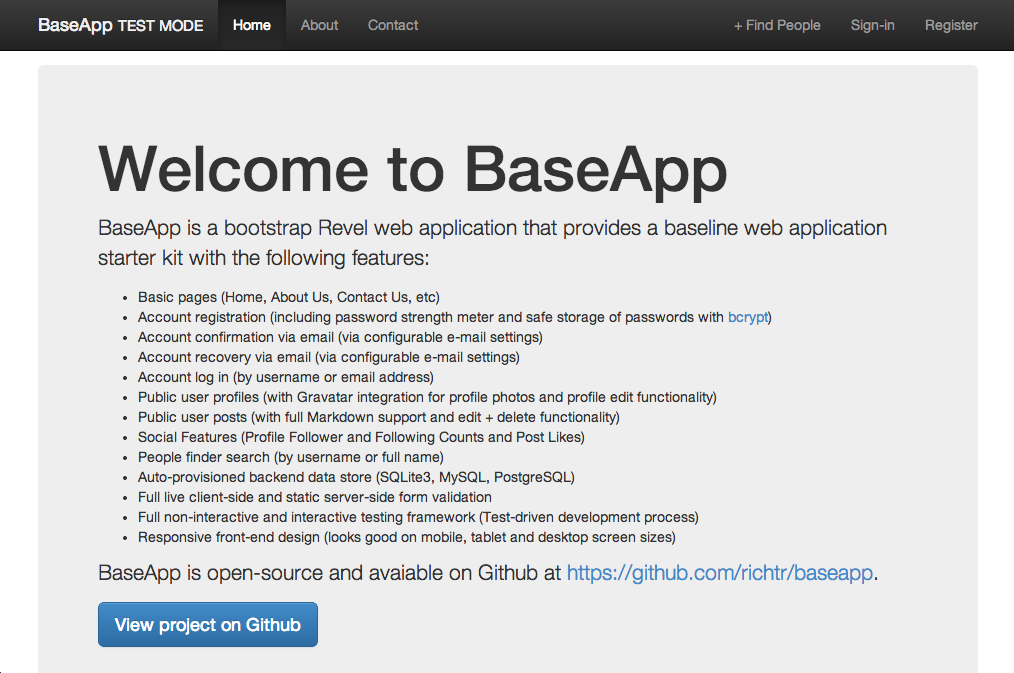 BaseApp TEST MODE Home About Contact + Find People Sign-in Register
Welcome to BaseApp
BaseApp is a bootstrap Revel web application that provides a baseline web application
starter kit with the following features:
• Basic pages (Home, About Us, Contact Us, etc)
• Account registration (including password strength meter and safe storage of passwords with bcrypt)
• Account confirmation via email (via configurable e-mail settings)
• Account recovery via email (via configurable e-mail settings)
• Account log in (by username or email address)
• Public user profiles (with Gravatar integration for profile photos and profile edit functionality)
• Public user posts (with full Markdown support and edit + delete functionality)
• Social Features (Profile Follower and Following Counts and Post Likes)
• People finder search (by username or full name)
• Auto-provisioned backend data store (SQLite3, MySQL, PostgreSQL)
• Full live client-side and static server-side form validation
• Full non-interactive and interactive testing framework (Test-driven development process)
• Responsive front-end design (looks good on mobile, tablet and desktop screen sizes)
BaseApp is open-source and avaiable on Github at https://github.com/richtr/baseapp.
View project on Github